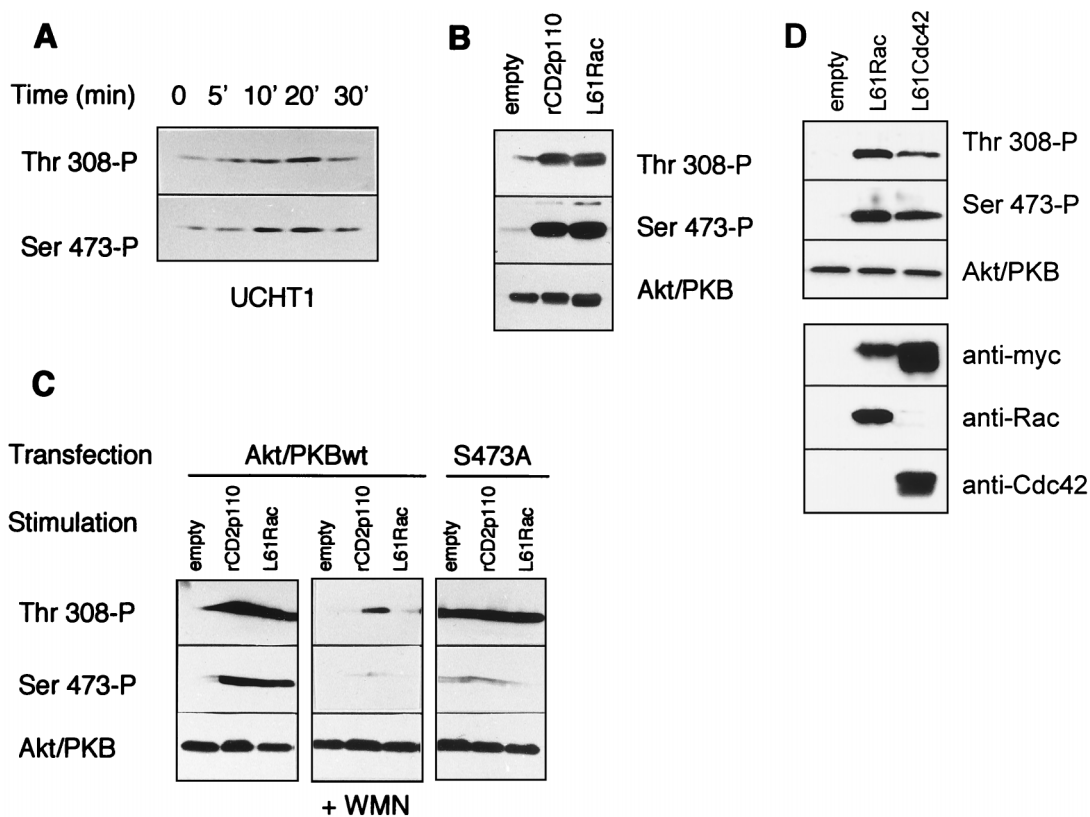 A
Time (min) 0 5' 10' 20' 30'
Thr 308-P
Ser 473-P
UCHT1
B
empty
rCD2p110
L61Rac
Thr 308-P
Ser 473-P
Akt/PKB
D
empty
L61Rac
L61Cdc42
Thr 308-P
Ser 473-P
Akt/PKB
anti-myc
anti-Rac
anti-Cdc42
C
Transfection Akt/PKBwt S473A
Stimulation
empty
rCD2p110
L61Rac
empty
rCD2p110
L61Rac
empty
rCD2p110
L61Rac
Thr 308-P
Ser 473-P
Akt/PKB
+ WMN